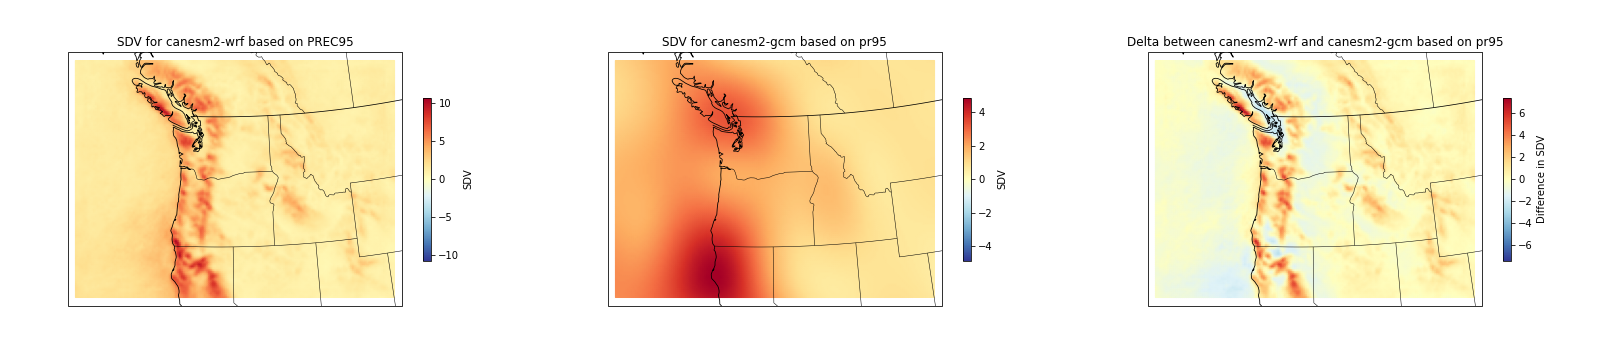 SDV for canesm2-wrf based on PREC95
10
5
0
−5
−10
SDV
SDV for canesm2-gcm based on pr95
4
2
0
−2
−4
SDV
Delta between canesm2-wrf and canesm2-gcm based on pr95
6
4
2
0
−2
−4
−6
Difference in SDV